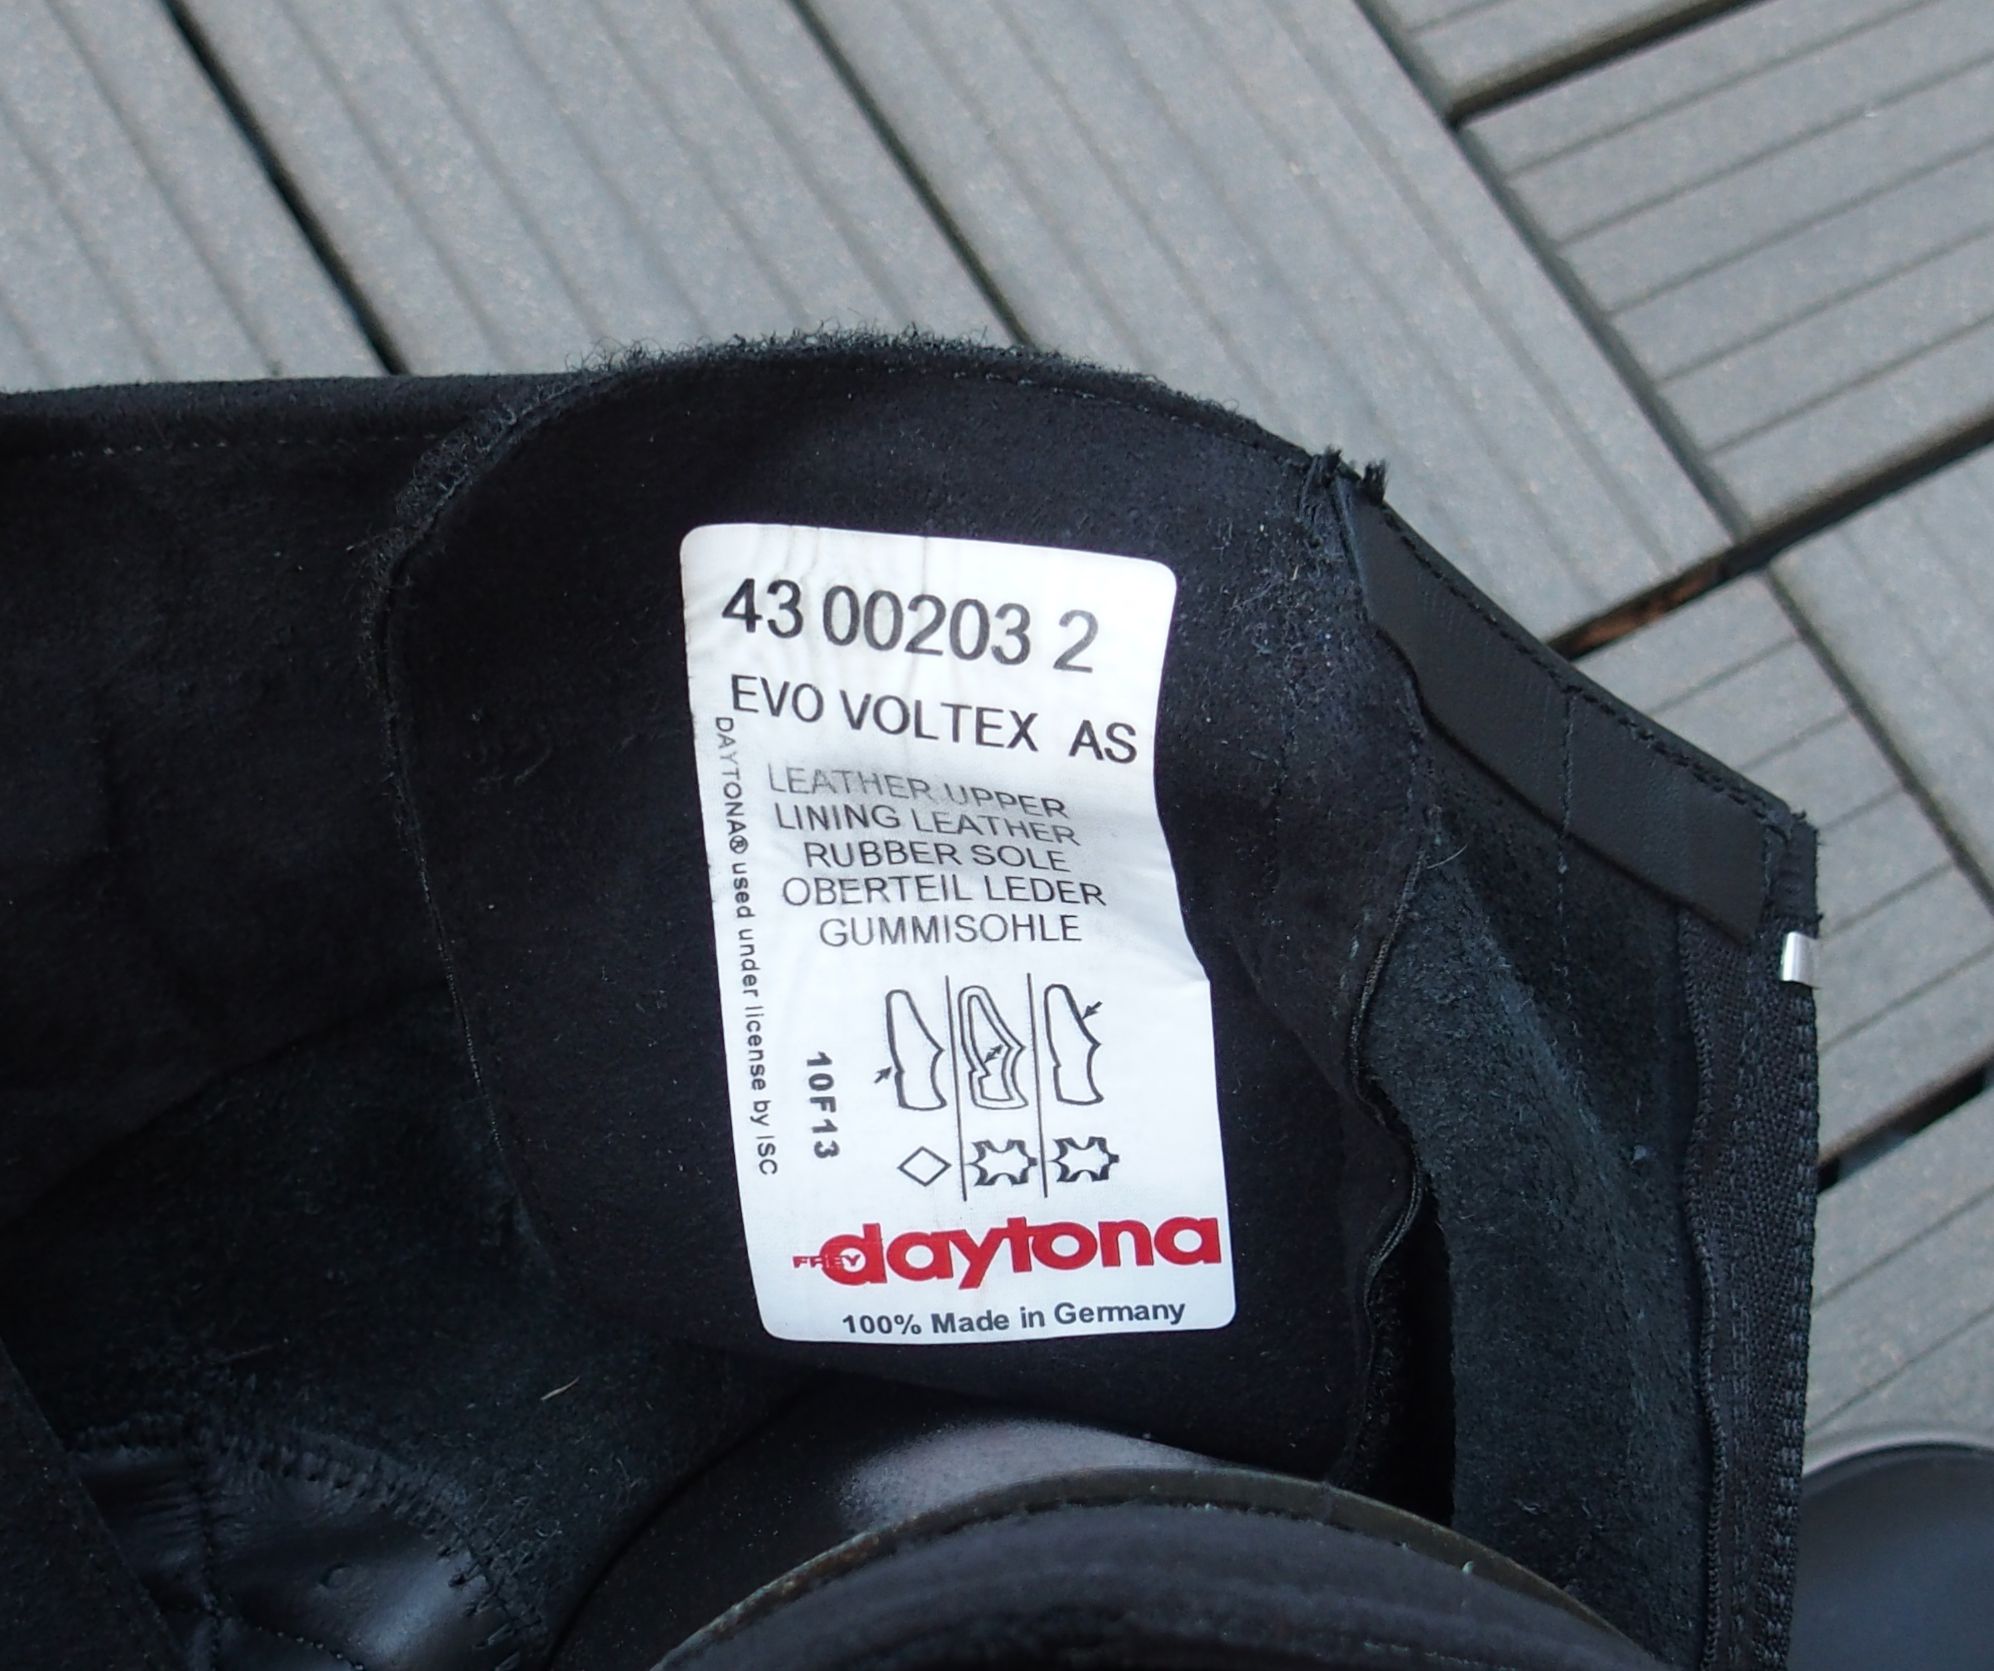 43 00203 2
EVO VOLTEX AS
LEATHER UPPER
LINING LEATHER
RUBBER SOLE
OBERTEIL LEDER
GUMMISOHLE
DAYTONA® used under license by ISC
10F13
FREY daytona
100% Made in Germany